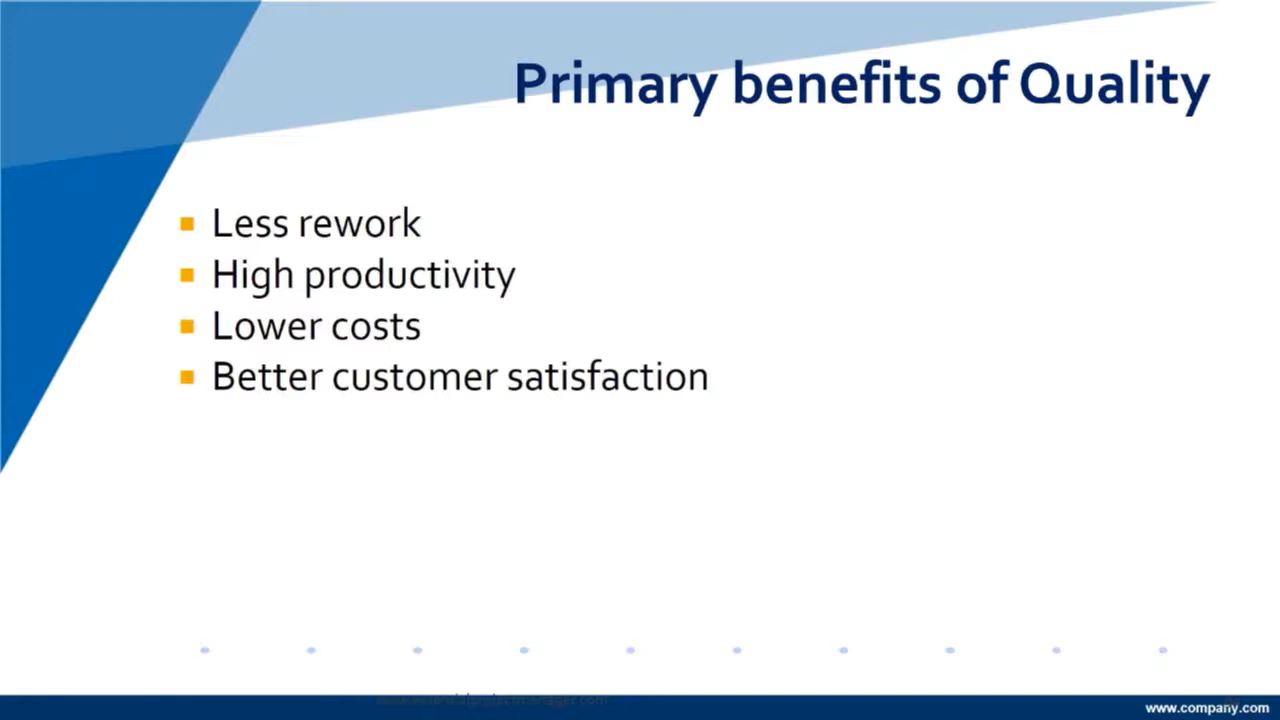 Primary benefits of Quality
Less rework
High productivity
Lower costs
Better customer satisfaction
www.company.com